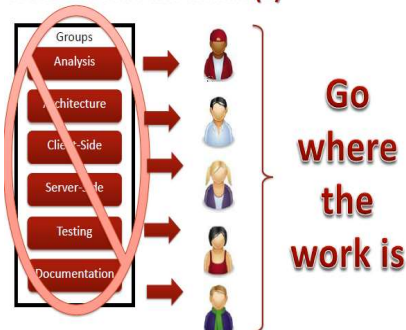 Groups
Analysis
Architecture
Client-Side
Server-Side
Testing
Documentation
Go
where
the
work is